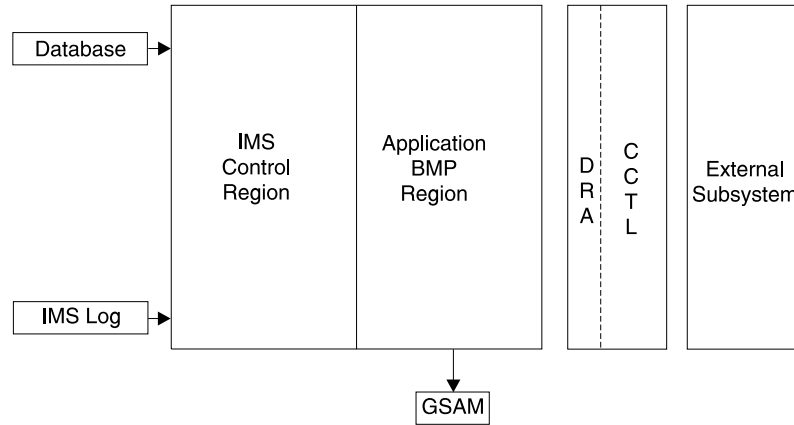 Database
IMS
Control
Region
Application
BMP
Region
D
R
A
C
C
T
L
External
Subsystem
IMS Log
GSAM